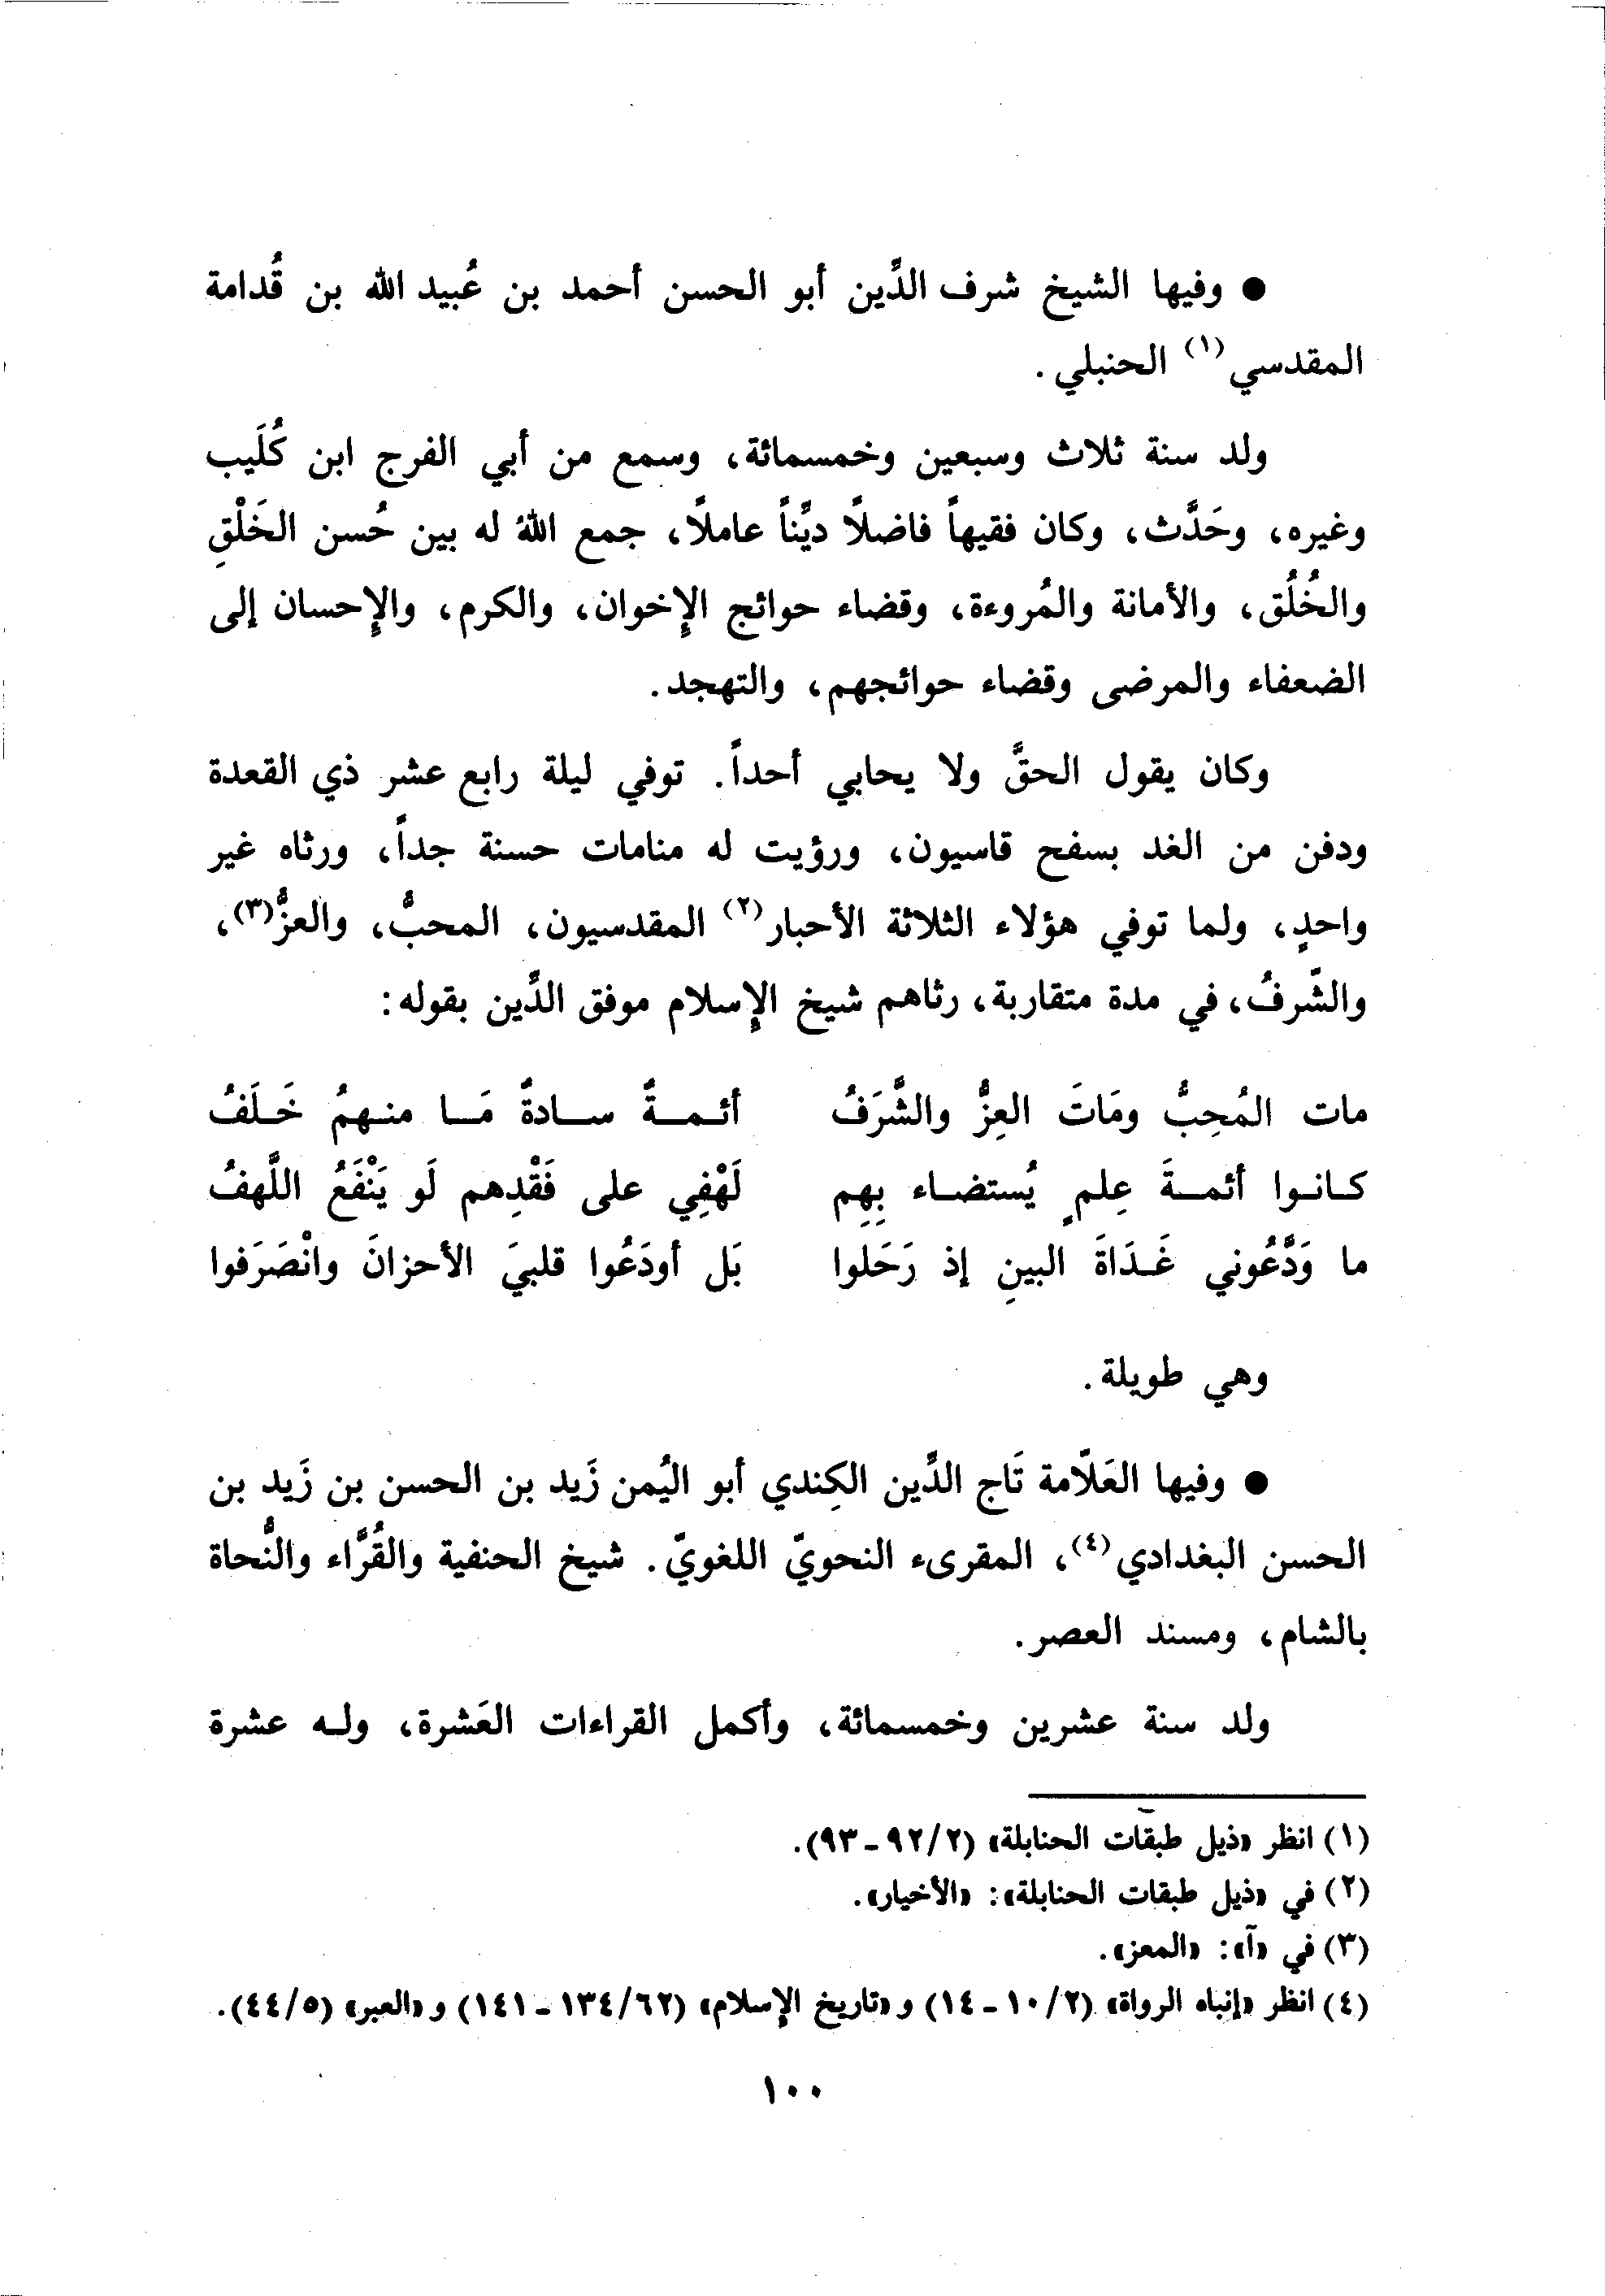 ● وفيها الشيخ شرف الدِّين أبو الحسن أحمد بن عُبيد الله بن قُدامة
المقدسي(١) الحنبلي.
ولد سنة ثلاث وسبعين وخمسمائة، وسمع من أبي الفرج ابن كُلَيب
وغيره، وحَدَّث، وكان فقيهاً فاضلاً ديِّناً عاملاً، جمع اللهُ له بين حُسن الخَلْقِ
والخُلُق، والأمانة والمُروءة، وقضاء حوائج الإخوان، والكرم، والإحسان إلى
الضعفاء والمرضى وقضاء حوائجهم، والتهجد.
وكان يقول الحقَّ ولا يحابي أحداً. توفي ليلة رابع عشر ذي القعدة
ودفن من الغد بسفح قاسيون، ورؤيت له منامات حسنة جداً، ورثاه غير
واحدٍ، ولما توفي هؤلاء الثلاثة الأحبار(٢) المقدسيون، المحبُّ، والعزُّ(٣)،
والشَّرفُ، في مدة متقاربة، رثاهم شيخ الإسلام موفق الدِّين بقوله:
مات المُحِبُّ ومَاتَ العِزُّ والشَّرَفُ أئمةٌ سادةٌ مَا منهمُ خَلَفُ
كانوا أئمةَ عِلمٍ يُستضاء بِهِم لَهْفِي على فَقْدِهم لَو يَنْفَعُ اللَّهفُ
ما وَدَّعُوني غَدَاةَ البينِ إذ رَحَلوا بَل أودَعُوا قلبيَ الأحزانَ وانْصَرَفوا
وهي طويلة.
● وفيها العَلّامة تَاج الدِّين الكِندي أبو اليُمن زَيد بن الحسن بن زَيد بن
الحسن البغدادي(٤)، المقرىء النحويّ اللغويّ. شيخ الحنفية والقُرَّاء والنُّحاة
بالشام، ومسند العصر.
ولد سنة عشرين وخمسمائة، وأكمل القراءات العَشرة، وله عشرة
(١) انظر «ذيل طبقات الحنابلة» (٢/ ٩٢ - ٩٣).
(٢) في «ذيل طبقات الحنابلة»: «الأخيار».
(٣) في «آ»: «المعز».
(٤) انظر «إنباه الرواة» (٢/ ١٠ - ١٤) و «تاريخ الإسلام» (٦٢/ ١٣٤ - ١٤١) و «العبر» (٥/ ٤٤).
١٠٠